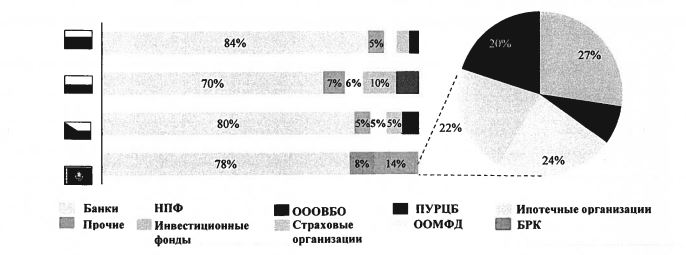 84% 5%
70% 7% 6% 10%
80% 5% 5% 5%
78% 8% 14%
20% 27%
22% 24%
Банки НПФ ОООВБО ПУРЦБ Ипотечные организации
Прочие Инвестиционные фонды Страховые организации ООМФД БРК